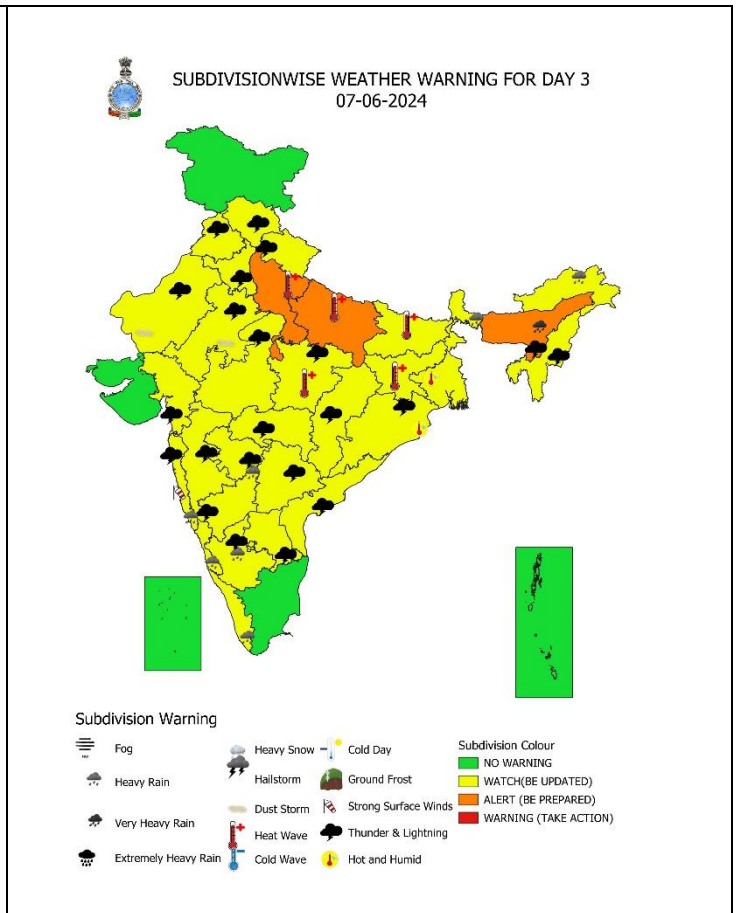 SUBDIVISIONWISE WEATHER WARNING FOR DAY 3
07-06-2024
Subdivision Warning
Fog
Heavy Rain
Very Heavy Rain
Extremely Heavy Rain
Heavy Snow
Hailstorm
Dust Storm
Heat Wave
Cold Wave
Cold Day
Ground Frost
Strong Surface Winds
Thunder & Lightning
Hot and Humid
Subdivision Colour
NO WARNING
WATCH(BE UPDATED)
ALERT (BE PREPARED)
WARNING (TAKE ACTION)